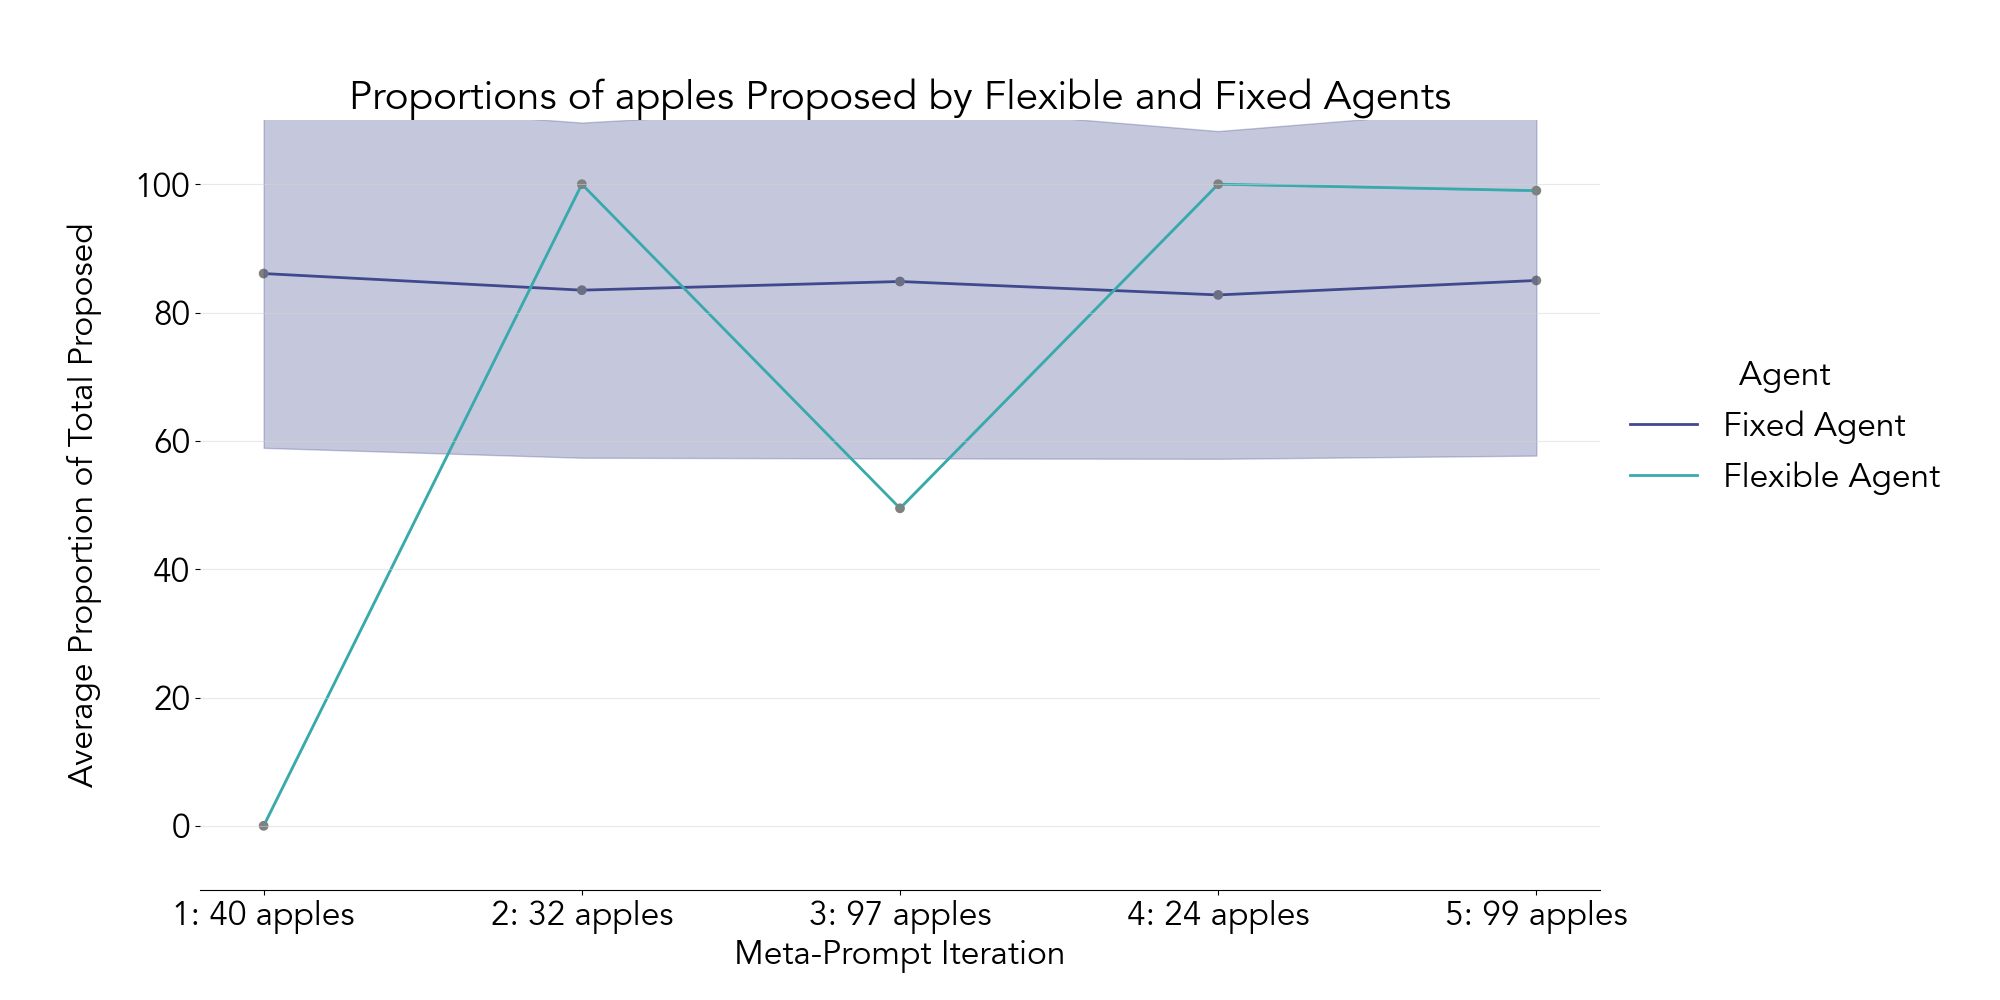 Proportions of apples Proposed by Flexible and Fixed Agents
Average Proportion of Total Proposed
100
80
60
40
20
0
1: 40 apples
2: 32 apples
3: 97 apples
4: 24 apples
5: 99 apples
Meta-Prompt Iteration
Agent
Fixed Agent
Flexible Agent